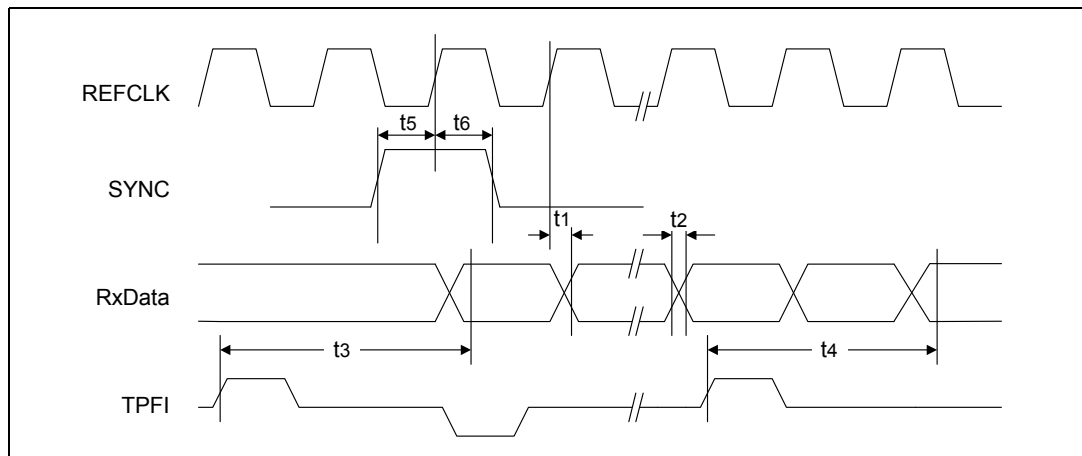 REFCLK
t5
t6
SYNC
t1
t2
RxData
t3
t4
TPFI